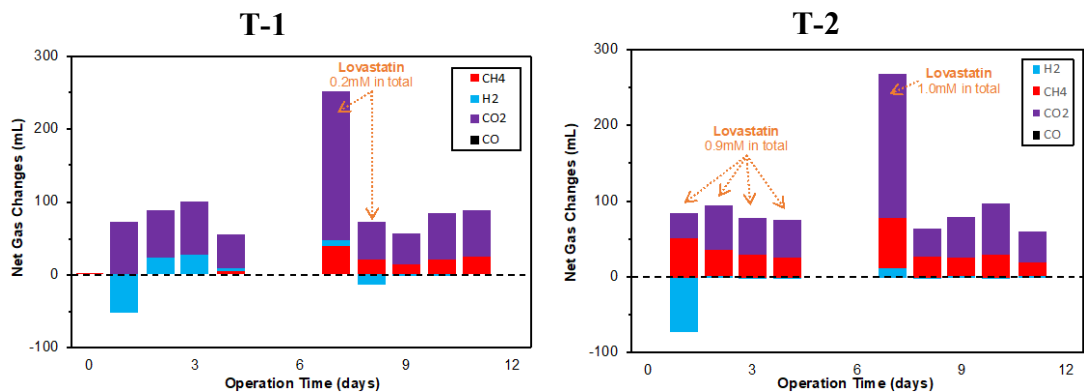 T-1
T-2
300
200
100
0
-100
Net Gas Changes (mL)
0
3
6
9
12
Operation Time (days)
Lovastatin
0.2mM in total
CH4
H2
CO2
CO
300
200
100
0
-100
Net Gas Changes (mL)
0
3
6
9
12
Operation Time (days)
Lovastatin
0.9mM in total
Lovastatin
1.0mM in total
H2
CH4
CO2
CO